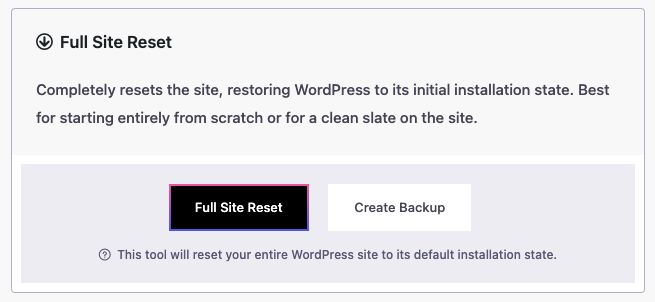 Full Site Reset
Completely resets the site, restoring WordPress to its initial installation state. Best
for starting entirely from scratch or for a clean slate on the site.
Full Site Reset
Create Backup
This tool will reset your entire WordPress site to its default installation state.